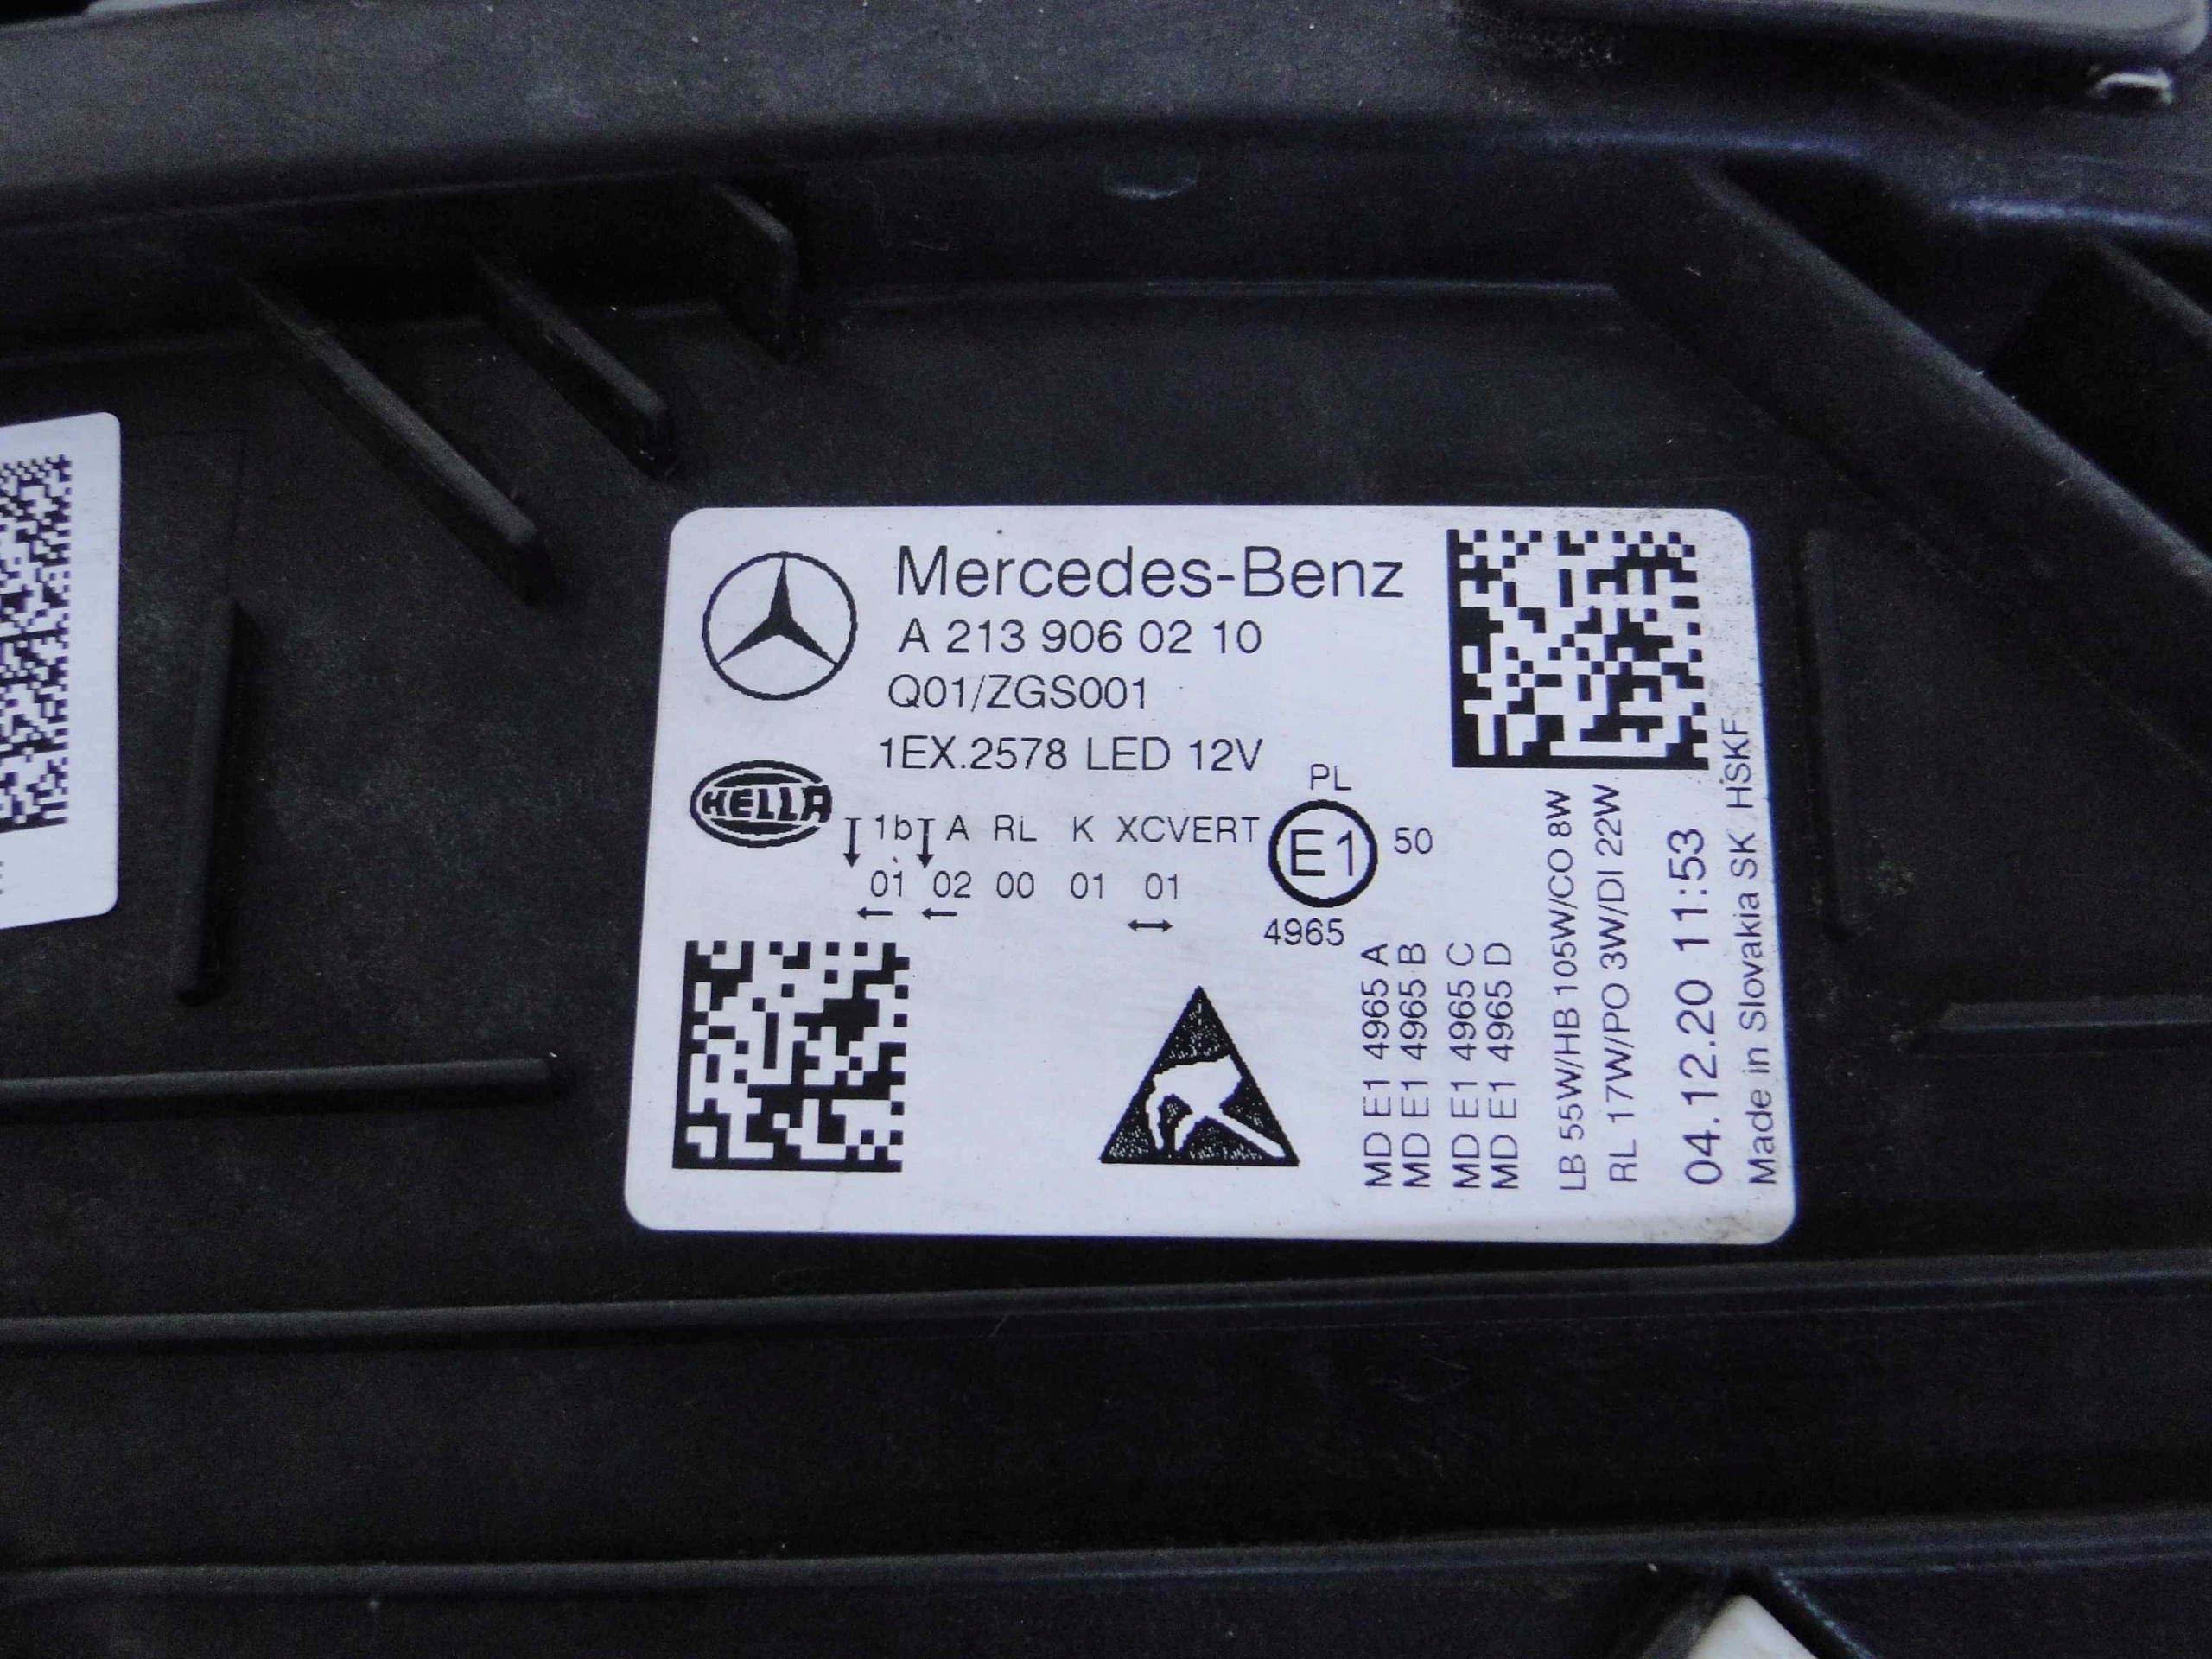 Mercedes-Benz
A 213 906 02 10
Q01/ZGS001
1EX.2578 LED 12V
HELLA
1b A RL K XCVERT
01 02 00 01 01
PL
E1
50
4965
MD E1 4965 A
MD E1 4965 B
MD E1 4965 C
MD E1 4965 D
LB 55W/HB 105W/CO 8W
RL 17W/PO 3W/DI 22W
04.12.20 11:53
Made in Slovakia SK HSKF